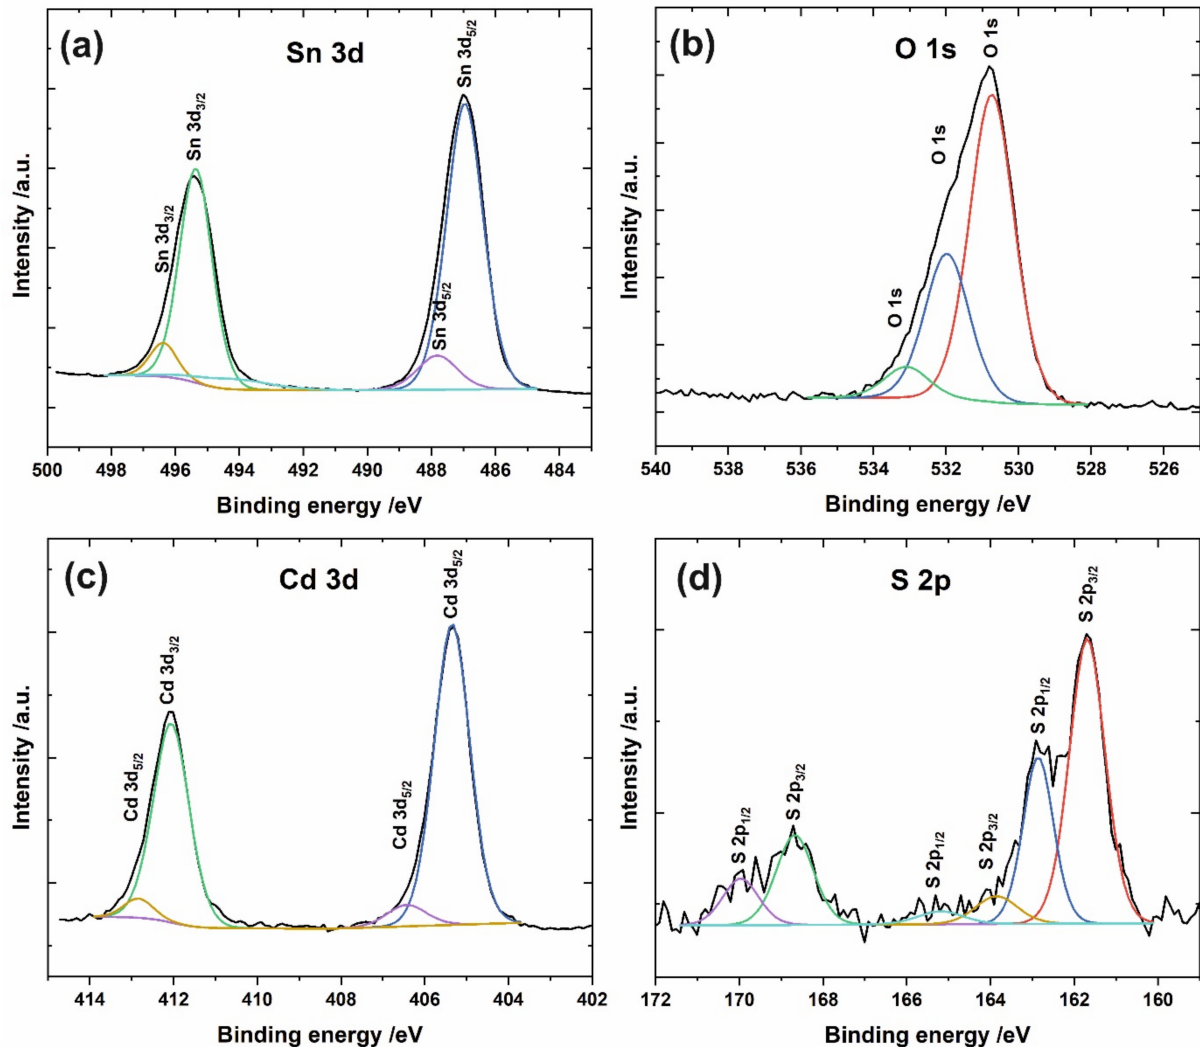 (a)
Sn 3d
Sn 3d5/2
Sn 3d3/2
Sn 3d3/2
Sn 3d5/2
Intensity /a.u.
500 498 496 494 492 490 488 486 484
Binding energy /eV
(b)
O 1s
O 1s
O 1s
O 1s
Intensity /a.u.
540 538 536 534 532 530 528 526
Binding energy /eV
(c)
Cd 3d
Cd 3d5/2
Cd 3d3/2
Cd 3d5/2
Cd 3d5/2
Intensity /a.u.
414 412 410 408 406 404 402
Binding energy /eV
(d)
S 2p
S 2p3/2
S 2p1/2
S 2p3/2
S 2p1/2
S 2p1/2
S 2p3/2
Intensity /a.u.
172 170 168 166 164 162 160
Binding energy /eV